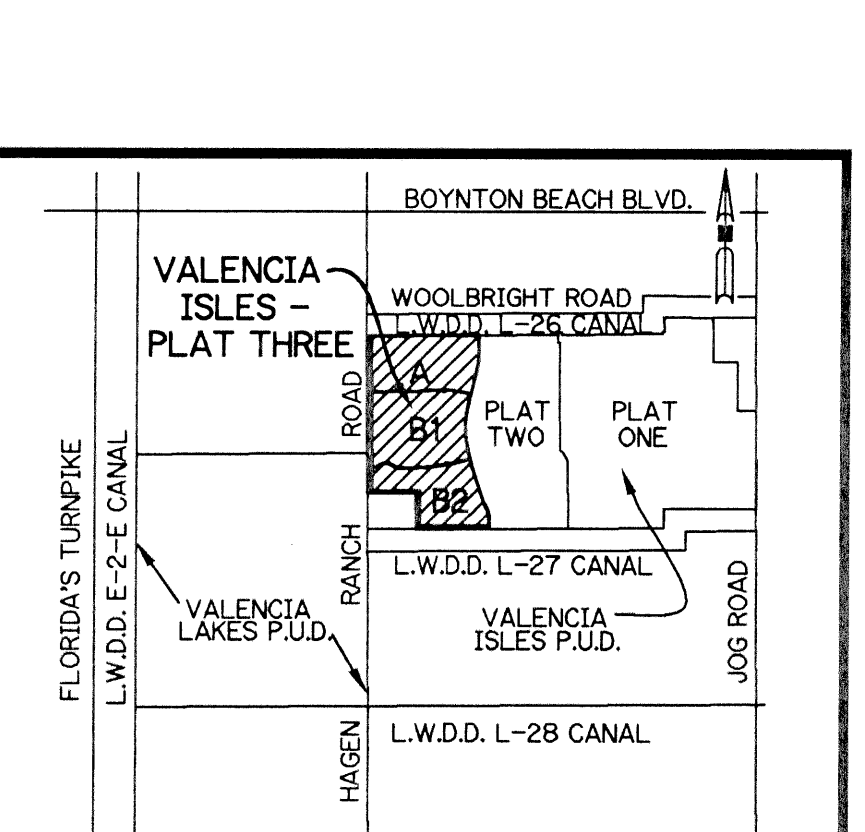 BOYNTON BEACH BLVD.
VALENCIA
ISLES -
PLAT THREE
WOOLBRIGHT ROAD
L.W.D.D. L-26 CANAL
A
B1
B2
PLAT
TWO
PLAT
ONE
HAGEN RANCH ROAD
FLORIDA'S TURNPIKE
L.W.D.D. E-2-E CANAL
L.W.D.D. L-27 CANAL
VALENCIA
LAKES P.U.D.
VALENCIA
ISLES P.U.D.
JOG ROAD
L.W.D.D. L-28 CANAL